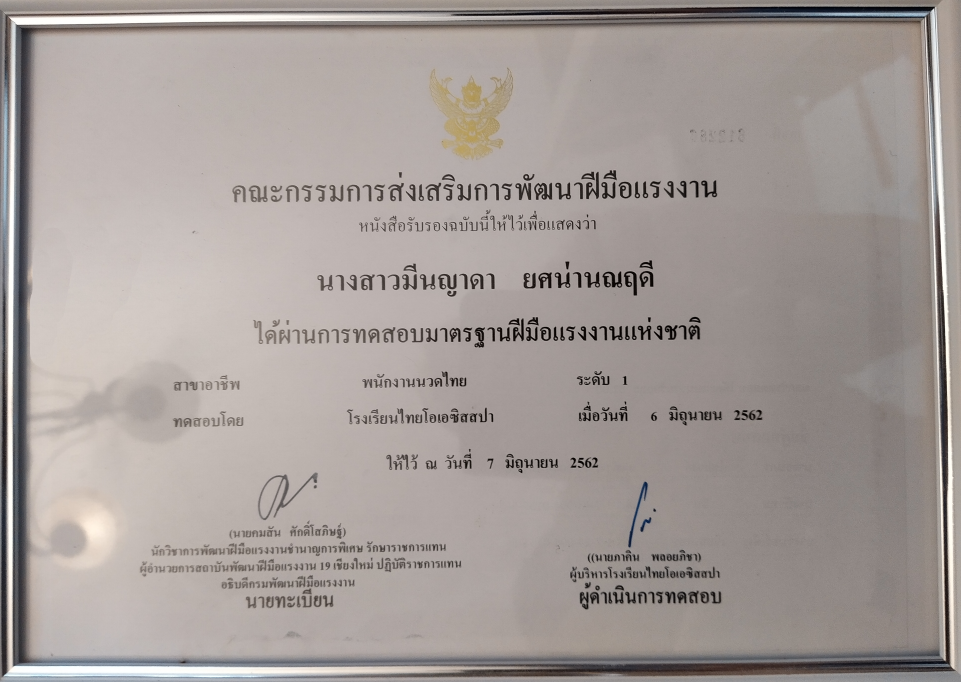 คณะกรรมการส่งเสริมการพัฒนาฝีมือแรงงาน
หนังสือรับรองฉบับนี้ให้ไว้เพื่อแสดงว่า
นางสาวมีนญาดา ยศน่านณฤดี
ได้ผ่านการทดสอบมาตรฐานฝีมือแรงงานแห่งชาติ
สาขาอาชีพ พนักงานนวดไทย ระดับ 1
ทดสอบโดย โรงเรียนไทยโอเอซิสสปา เมื่อวันที่ 6 มิถุนายน 2562
ให้ไว้ ณ วันที่ 7 มิถุนายน 2562
(นายคมสัน ศักดิ์โสภิษฐ์)
นักวิชาการพัฒนาฝีมือแรงงานชำนาญการพิเศษ รักษาราชการแทน
ผู้อำนวยการสถาบันพัฒนาฝีมือแรงงาน 19 เชียงใหม่ ปฏิบัติราชการแทน
อธิบดีกรมพัฒนาฝีมือแรงงาน
นายทะเบียน
((นายภาคิน พลอยภิชา)
ผู้บริหารโรงเรียนไทยโอเอซิสสปา
ผู้ดำเนินการทดสอบ